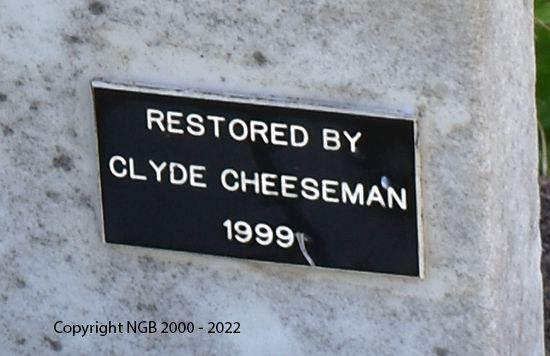 RESTORED BY
CLYDE CHEESEMAN
1999
Copyright NGB 2000 - 2022